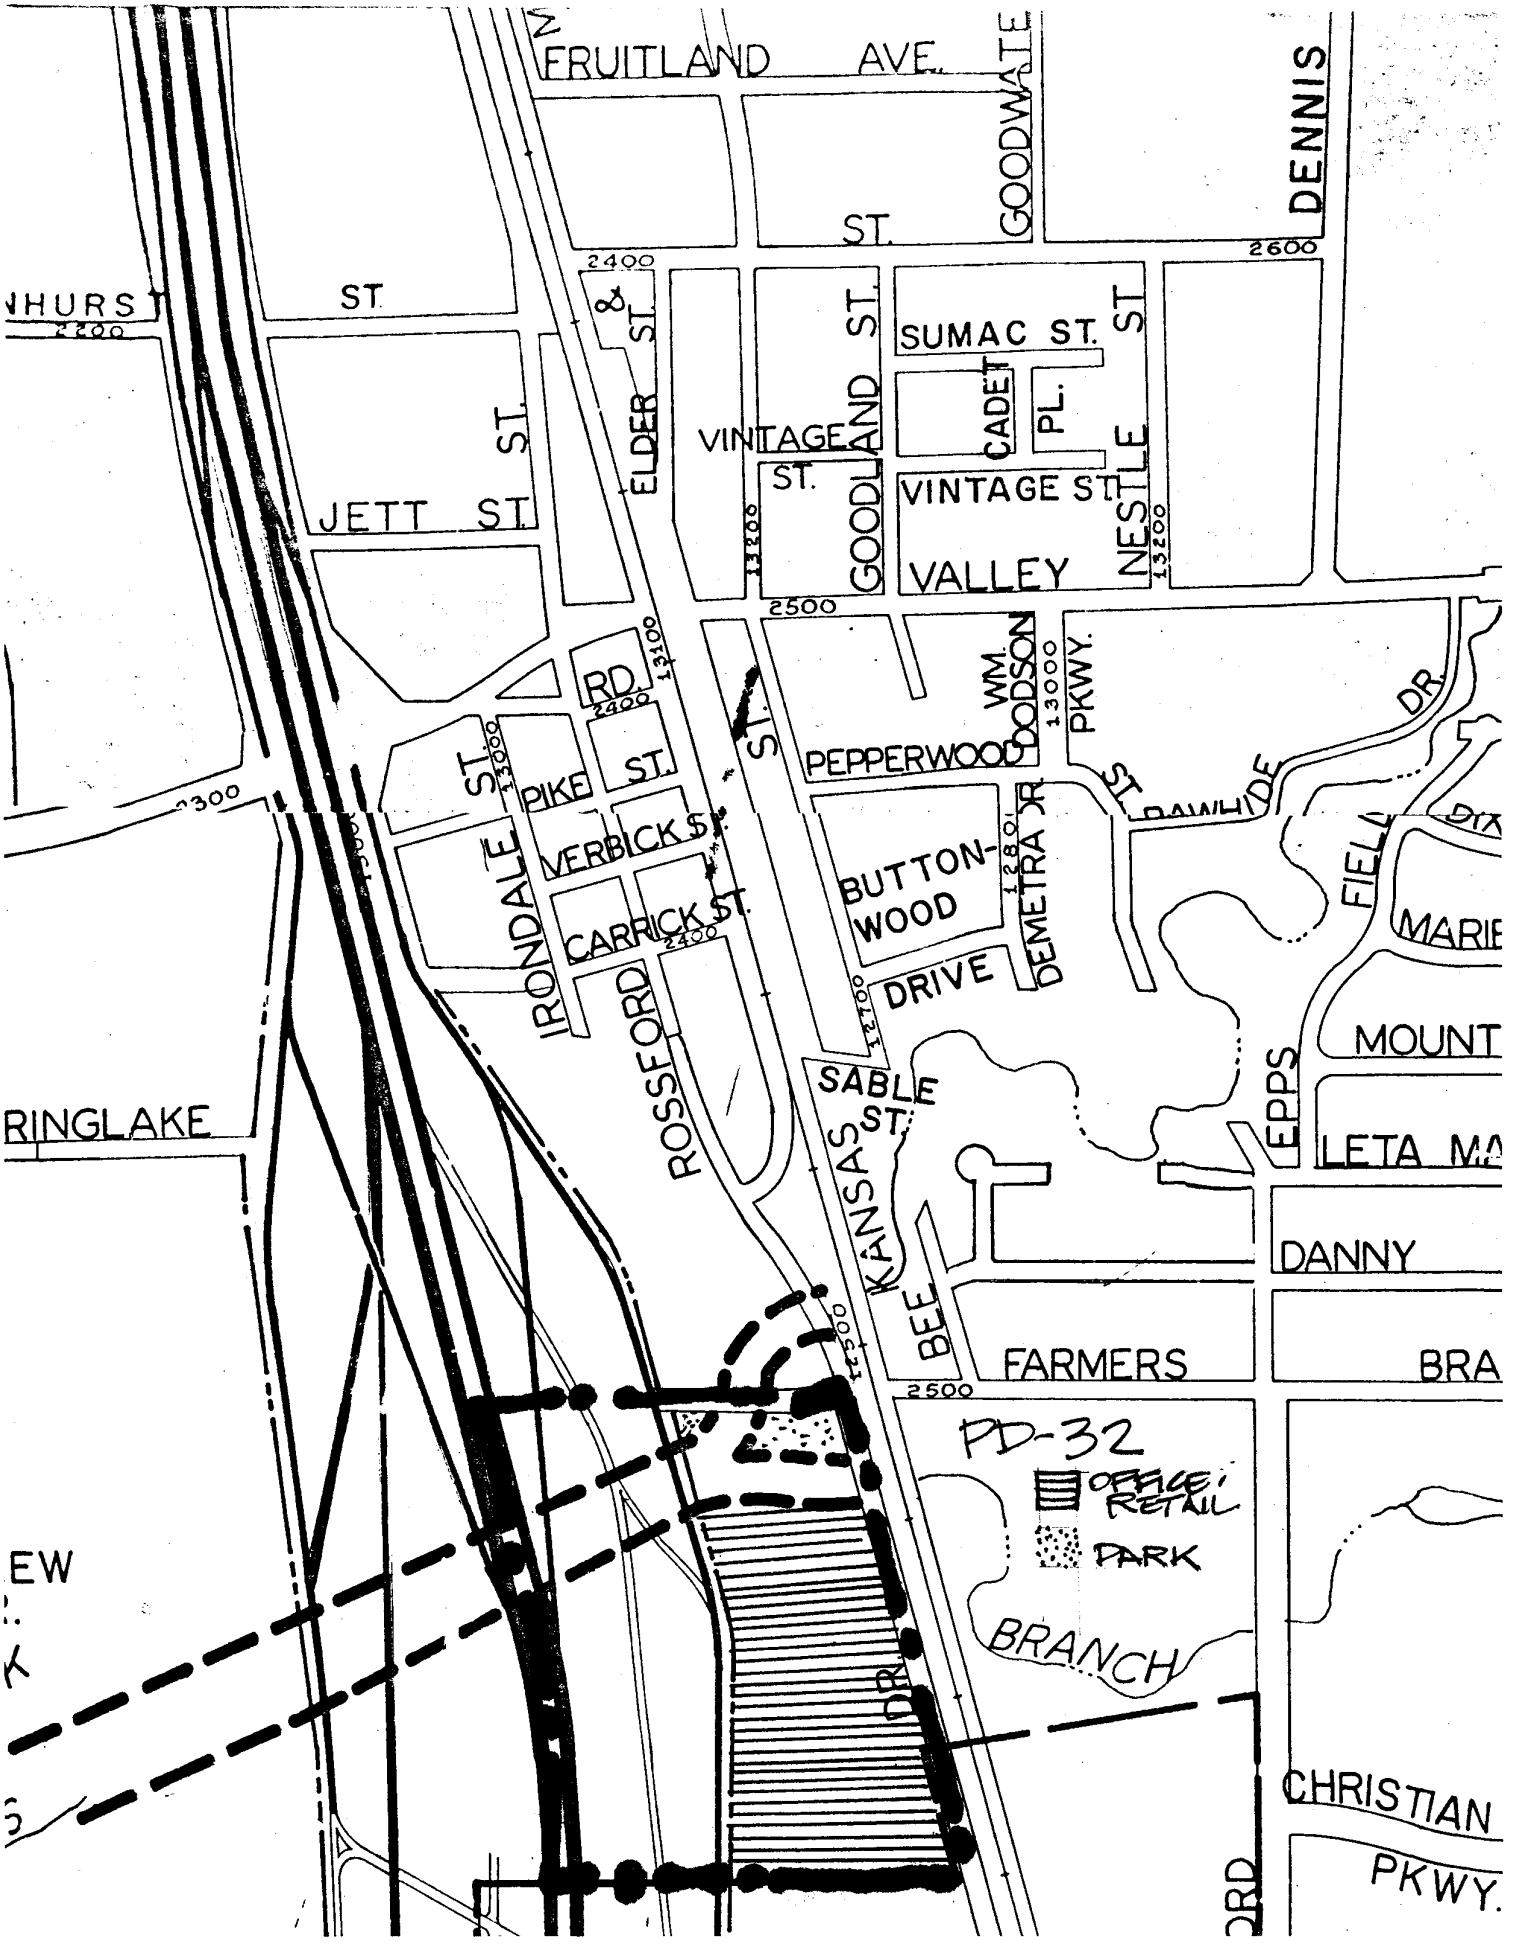 FRUITLAND AVE.
GOODWATE
DENNIS
ST.
2400
2600
NHURST ST.
2200
&
ELDER ST.
GOODLAND ST.
SUMAC ST.
CADET PL.
NESTLE ST
ST.
VINTAGE
ST.
VINTAGE ST.
JETT ST.
13200
13200
VALLEY
2500
13100
RD.
2400
WM.
DODSON
PKWY.
13000
DR.
ST.
13000
PIKE ST.
ST.
PEPPERWOOD
ST.
RAWHIDE
2300
VERBICK ST.
IRONDALE
BUTTON-
WOOD
DRIVE
12801
DEMETRA DR.
FIELD
DIX
MARIE
CARRICK ST.
2400
ROSSFORD
12700
MOUNT
SABLE
ST.
EPPS
RINGLAKE
LETA MA
KANSAS
DANNY
BEE
12500
FARMERS
BRA
2500
PD-32
OFFICE/
RETAIL
PARK
EW
K
BRANCH
DR.
S
CHRISTIAN
PKWY.
ORD